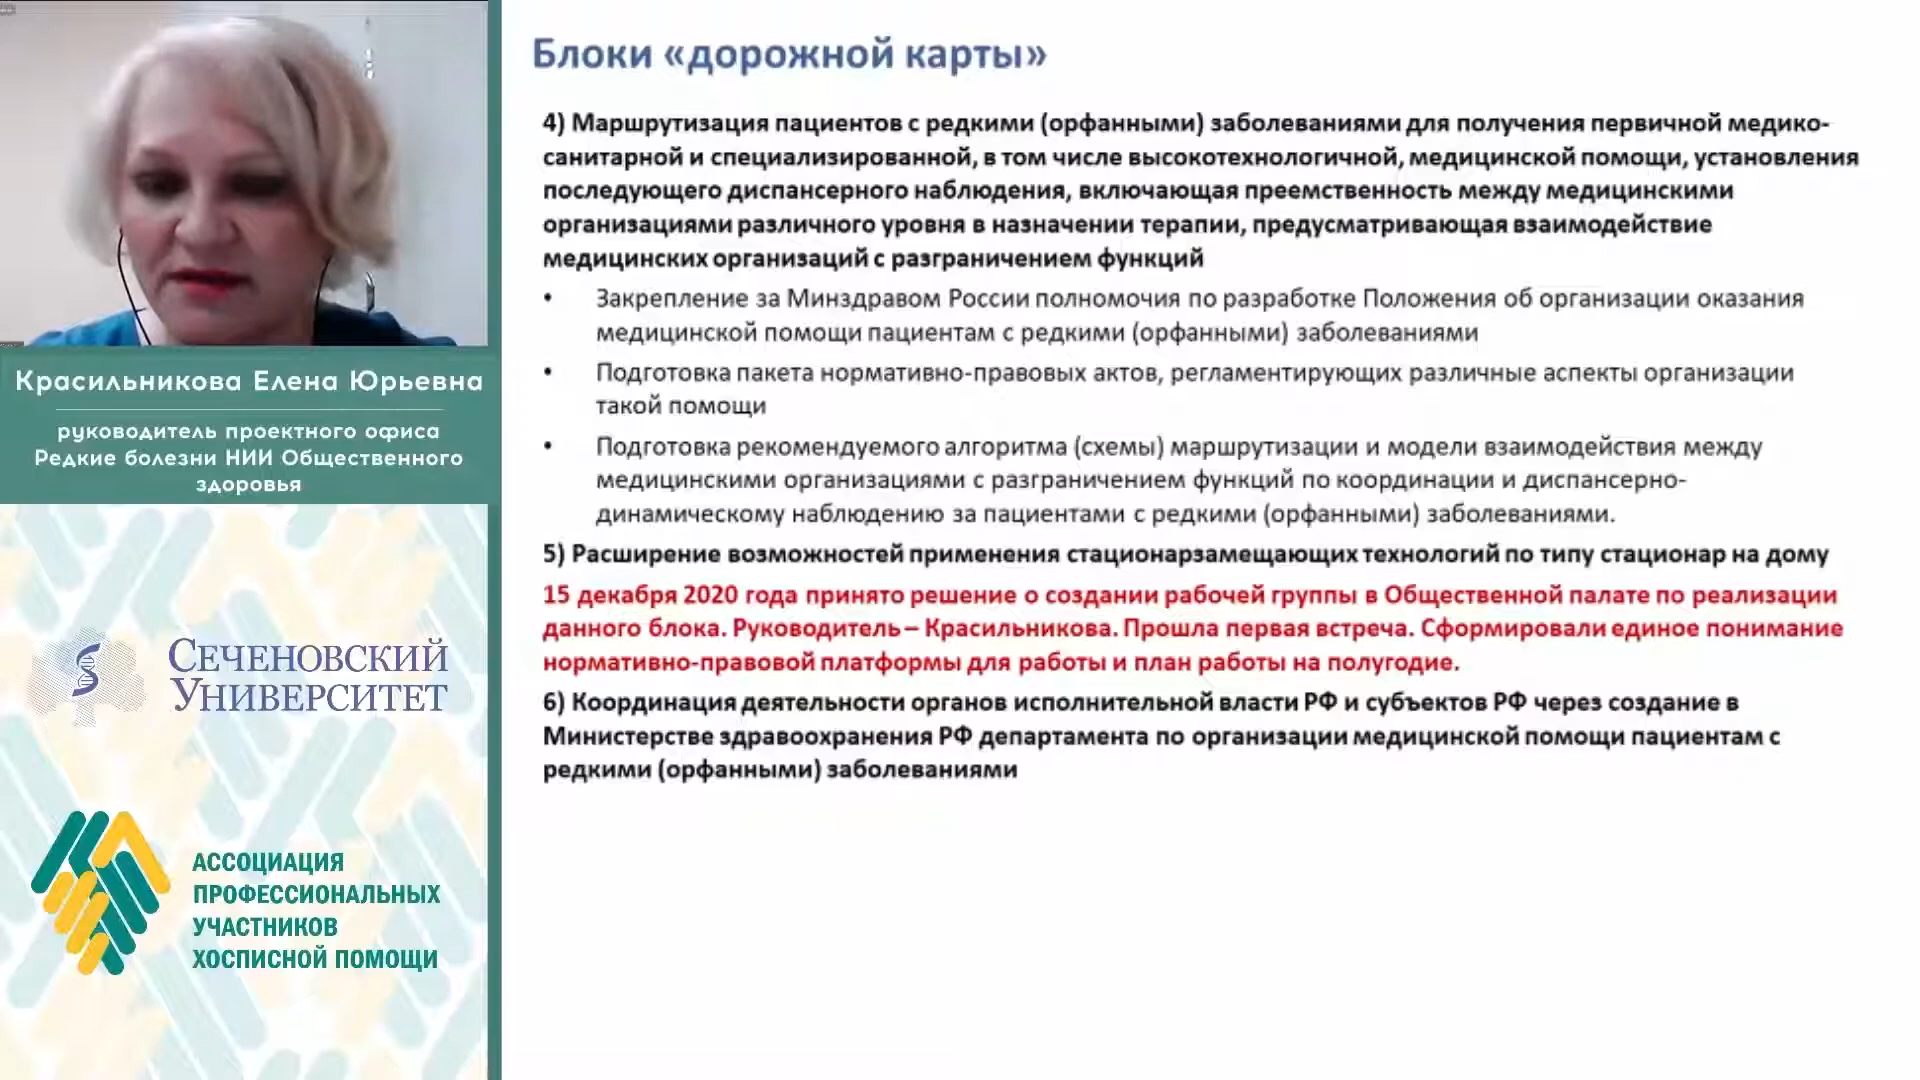 Блоки «дорожной карты»
4) Маршрутизация пациентов с редкими (орфанными) заболеваниями для получения первичной медико-
санитарной и специализированной, в том числе высокотехнологичной, медицинской помощи, установления
последующего диспансерного наблюдения, включающая преемственность между медицинскими
организациями различного уровня в назначении терапии, предусматривающая взаимодействие
медицинских организаций с разграничением функций
• Закрепление за Минздравом России полномочия по разработке Положения об организации оказания
медицинской помощи пациентам с редкими (орфанными) заболеваниями
• Подготовка пакета нормативно-правовых актов, регламентирующих различные аспекты организации
такой помощи
• Подготовка рекомендуемого алгоритма (схемы) маршрутизации и модели взаимодействия между
медицинскими организациями с разграничением функций по координации и диспансерно-
динамическому наблюдению за пациентами с редкими (орфанными) заболеваниями.
5) Расширение возможностей применения стационарзамещающих технологий по типу стационар на дому
15 декабря 2020 года принято решение о создании рабочей группы в Общественной палате по реализации
данного блока. Руководитель – Красильникова. Прошла первая встреча. Сформировали единое понимание
нормативно-правовой платформы для работы и план работы на полугодие.
6) Координация деятельности органов исполнительной власти РФ и субъектов РФ через создание в
Министерстве здравоохранения РФ департамента по организации медицинской помощи пациентам с
редкими (орфанными) заболеваниями
Красильникова Елена Юрьевна
руководитель проектного офиса
Редкие болезни НИИ Общественного
здоровья
СЕЧЕНОВСКИЙ
УНИВЕРСИТЕТ
АССОЦИАЦИЯ
ПРОФЕССИОНАЛЬНЫХ
УЧАСТНИКОВ
ХОСПИСНОЙ ПОМОЩИ